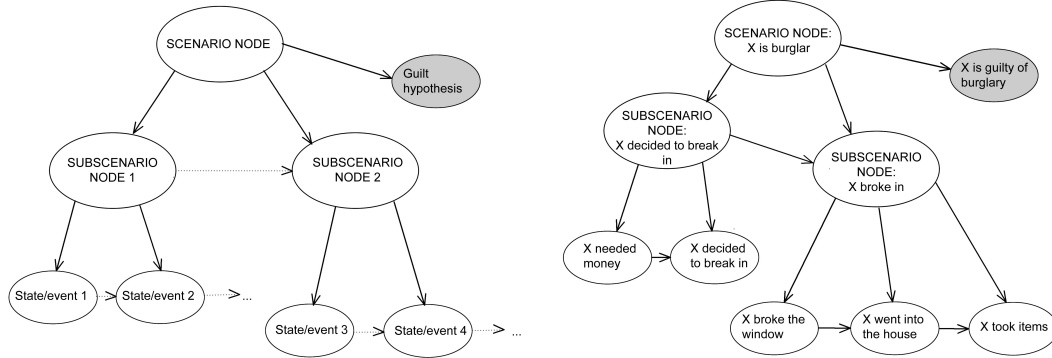 SCENARIO NODE
Guilt
hypothesis
SUBSCENARIO
NODE 1
SUBSCENARIO
NODE 2
State/event 1
State/event 2
...
State/event 3
State/event 4
...
SCENARIO NODE:
X is burglar
X is guilty of
burglary
SUBSCENARIO
NODE:
X decided to break
in
SUBSCENARIO
NODE:
X broke in
X needed
money
X decided
to break in
X broke the
window
X went into
the house
X took items